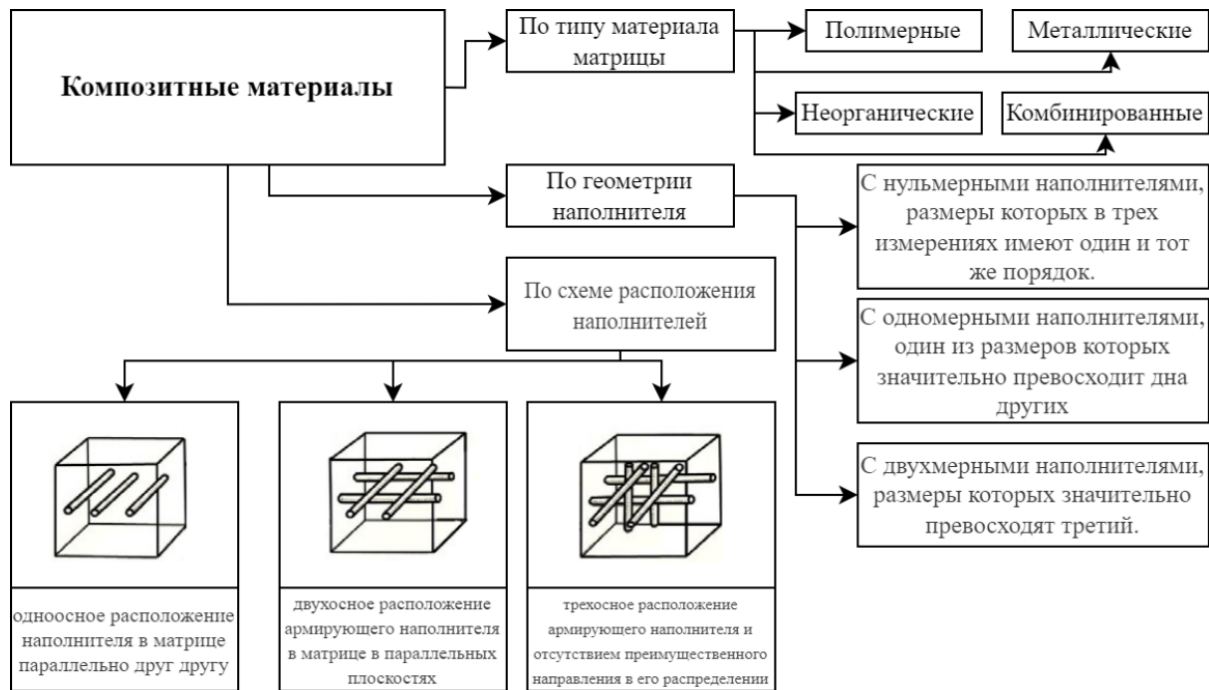 Композитные материалы
По типу материала
матрицы
Полимерные
Металлические
Неорганические
Комбинированные
По геометрии
наполнителя
С нульмерными наполнителями,
размеры которых в трех
измерениях имеют один и тот
же порядок.
По схеме расположения
наполнителей
С одномерными наполнителями,
один из размеров которых
значительно превосходит дна
других
С двухмерными наполнителями,
размеры которых значительно
превосходят третий.
одноосное расположение
наполнителя в матрице
параллельно друг другу
двухосное расположение
армирующего наполнителя
в матрице в параллельных
плоскостях
трехосное расположение
армирующего наполнителя и
отсутствием преимущественного
направления в его распределении